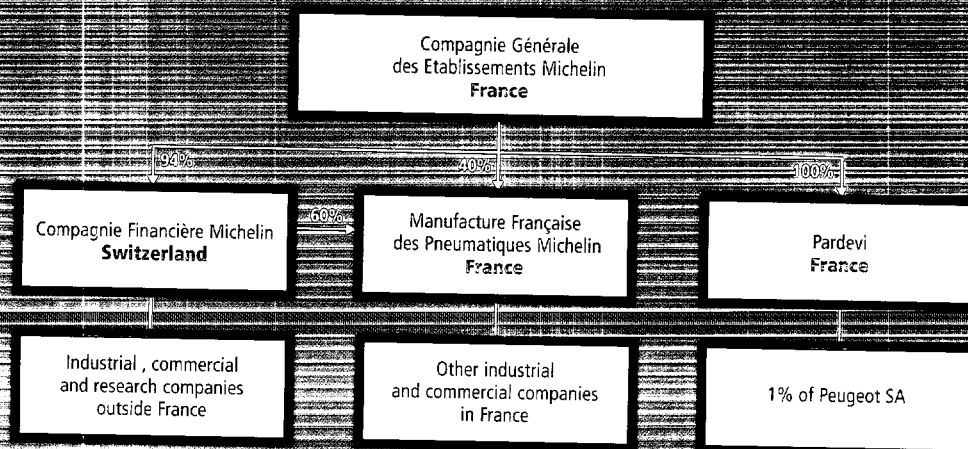 Compagnie Générale
des Etablissements Michelin
France
94%
40%
100%
Compagnie Financière Michelin
Switzerland
60%
Manufacture Française
des Pneumatiques Michelin
France
Pardevi
France
Industrial , commercial
and research companies
outside France
Other industrial
and commercial companies
in France
1% of Peugeot SA